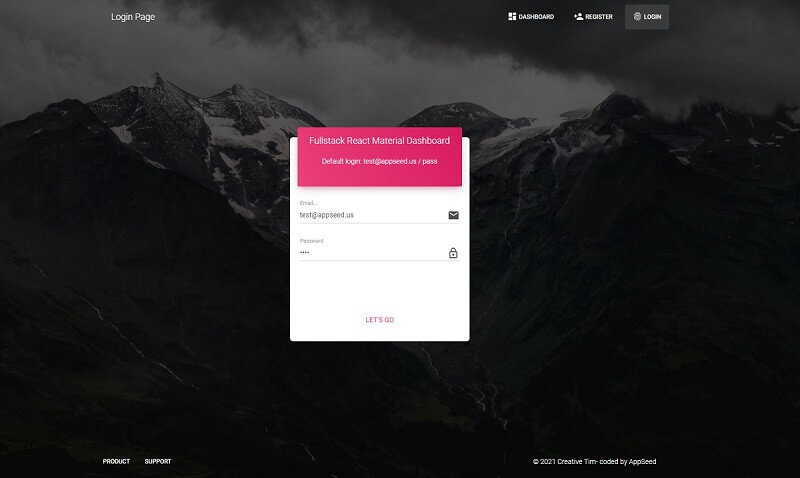 Login Page
DASHBOARD
REGISTER
LOGIN
Fullstack React Material Dashboard
Default login: test@appseed.us / pass
Email...
test@appseed.us
Password
••••
LET'S GO
PRODUCT
SUPPORT
© 2021 Creative Tim- coded by AppSeed